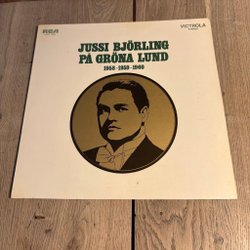 RCA
VICTROLA
JUSSI BJÖRLING
PÅ GRÖNA LUND
1958-1959-1960